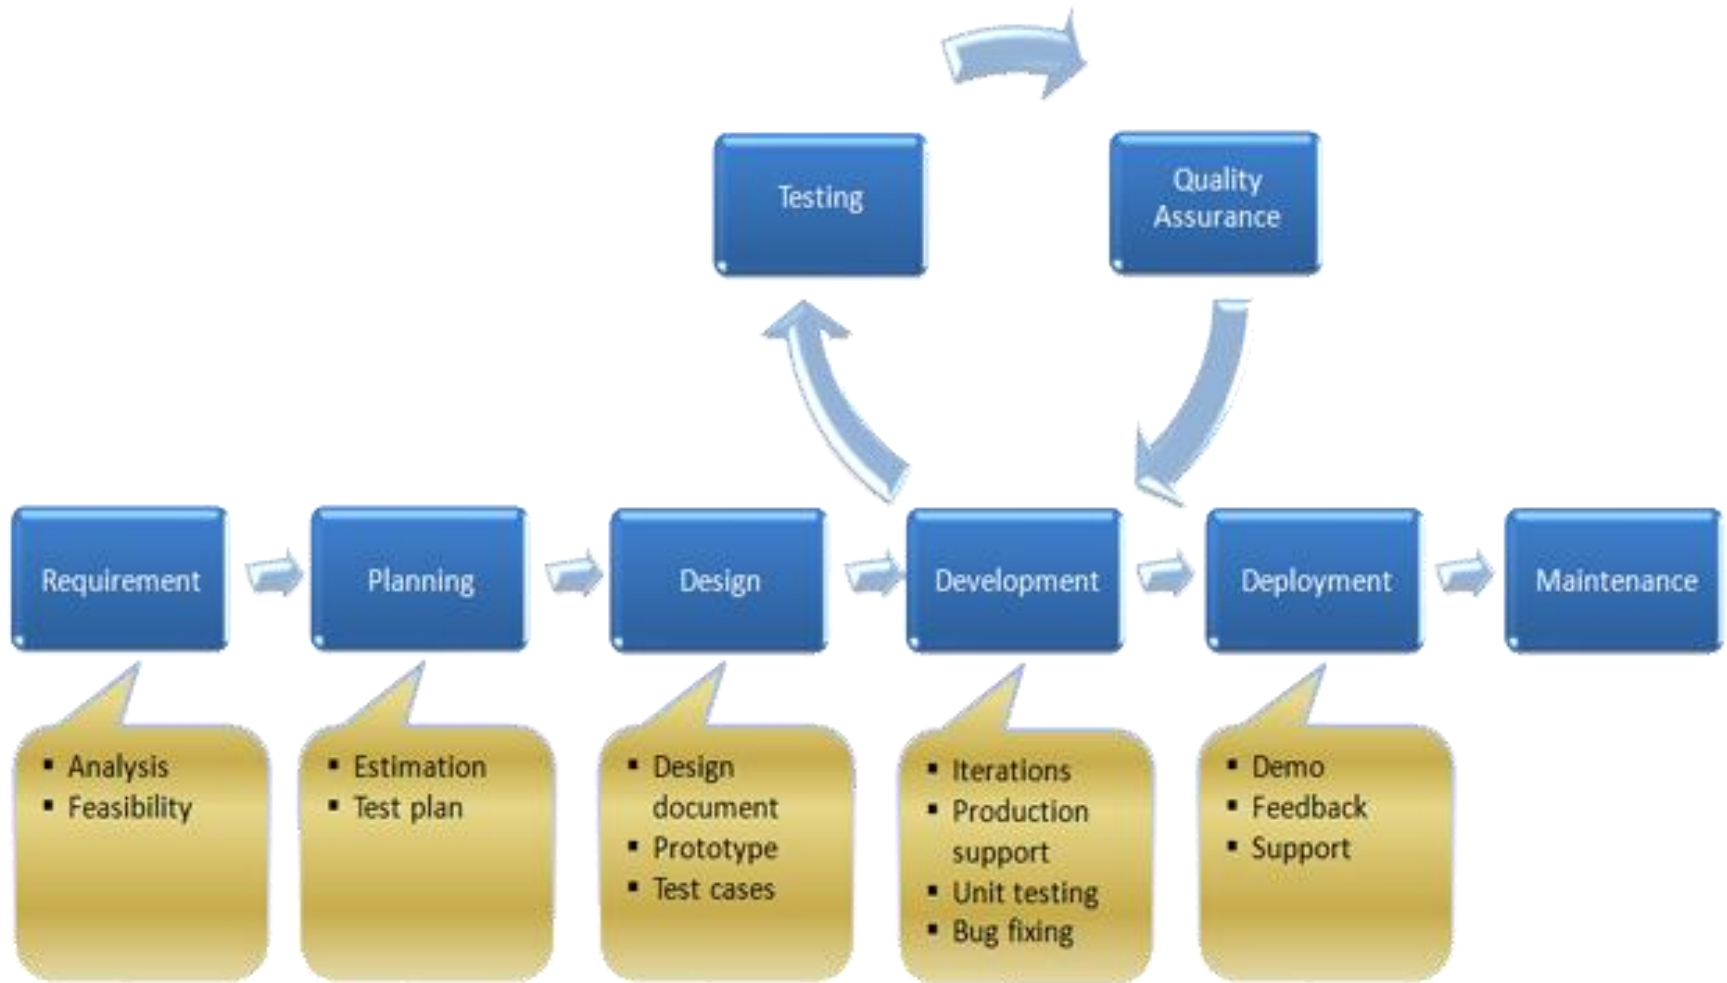 Testing
Quality
Assurance
Requirement
Planning
Design
Development
Deployment
Maintenance
▪ Analysis
▪ Feasibility
▪ Estimation
▪ Test plan
▪ Design
document
▪ Prototype
▪ Test cases
▪ Iterations
▪ Production
support
▪ Unit testing
▪ Bug fixing
▪ Demo
▪ Feedback
▪ Support